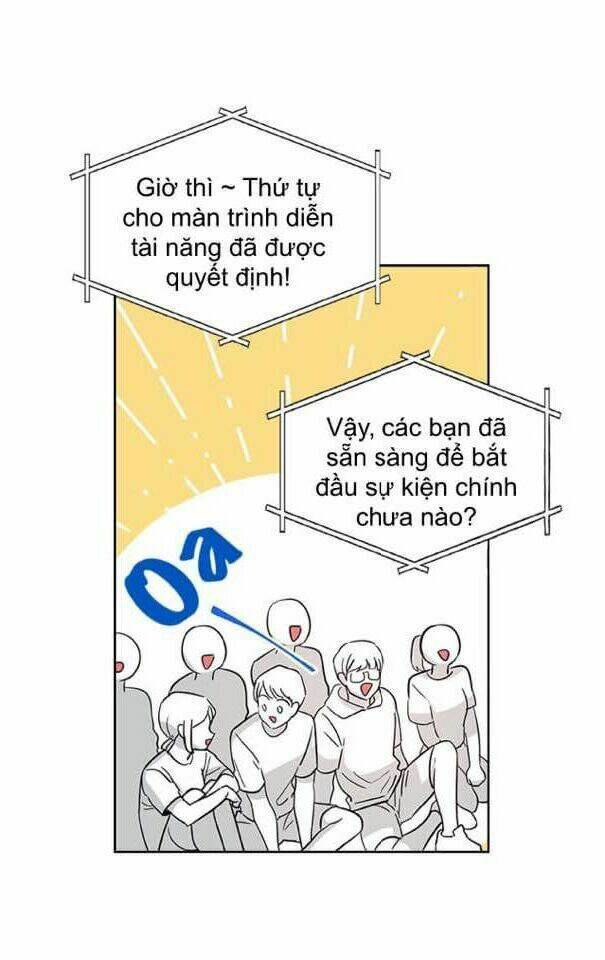 Giờ thì ~ Thứ tự
cho màn trình diễn
tài năng đã được
quyết định!
Vậy, các bạn đã
sẵn sàng để bắt
đầu sự kiện chính
chưa nào?
Oa